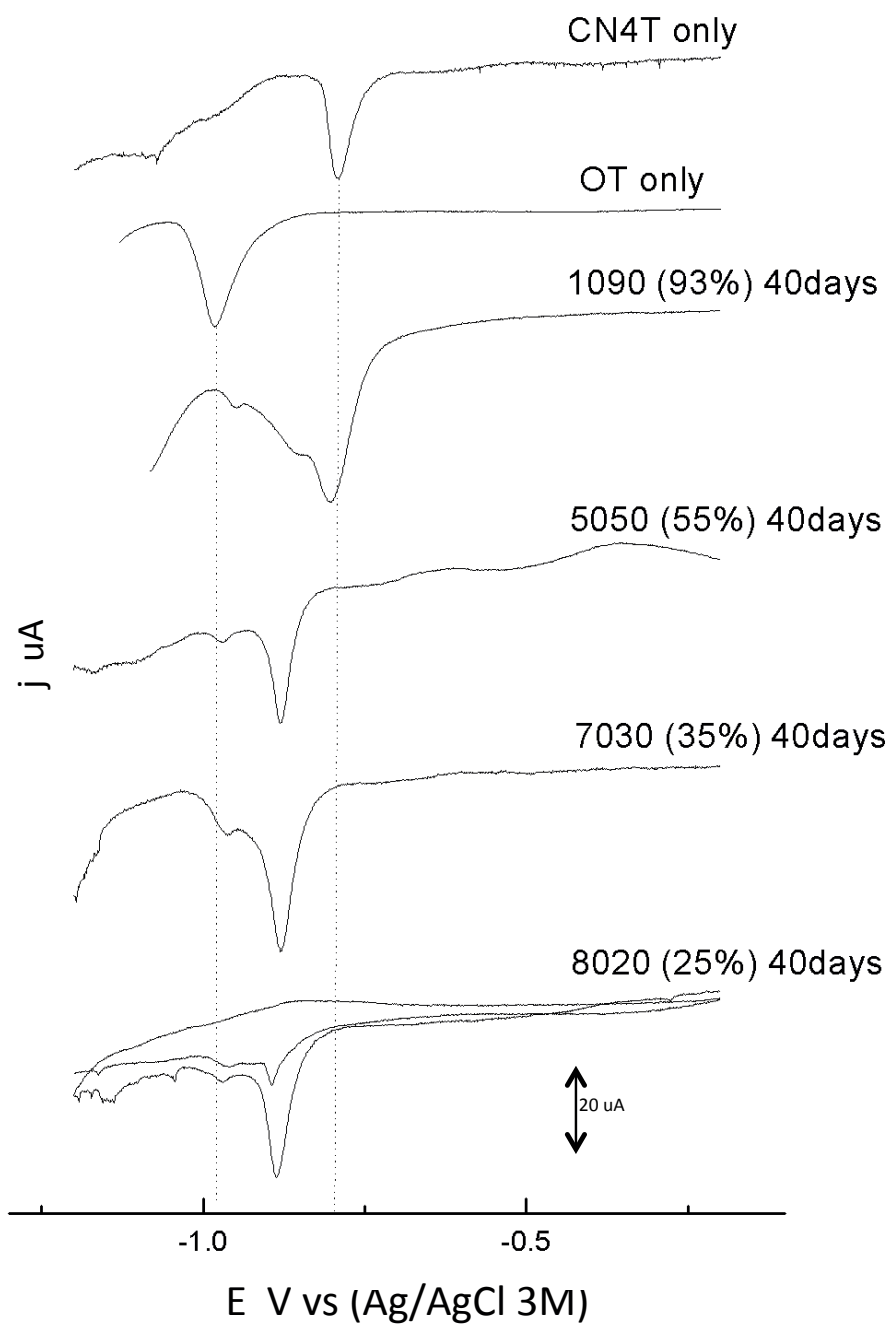 CN4T only
OT only
1090 (93%) 40days
5050 (55%) 40days
j uA
7030 (35%) 40days
8020 (25%) 40days
20 uA
-1.0
-0.5
E V vs (Ag/AgCl 3M)